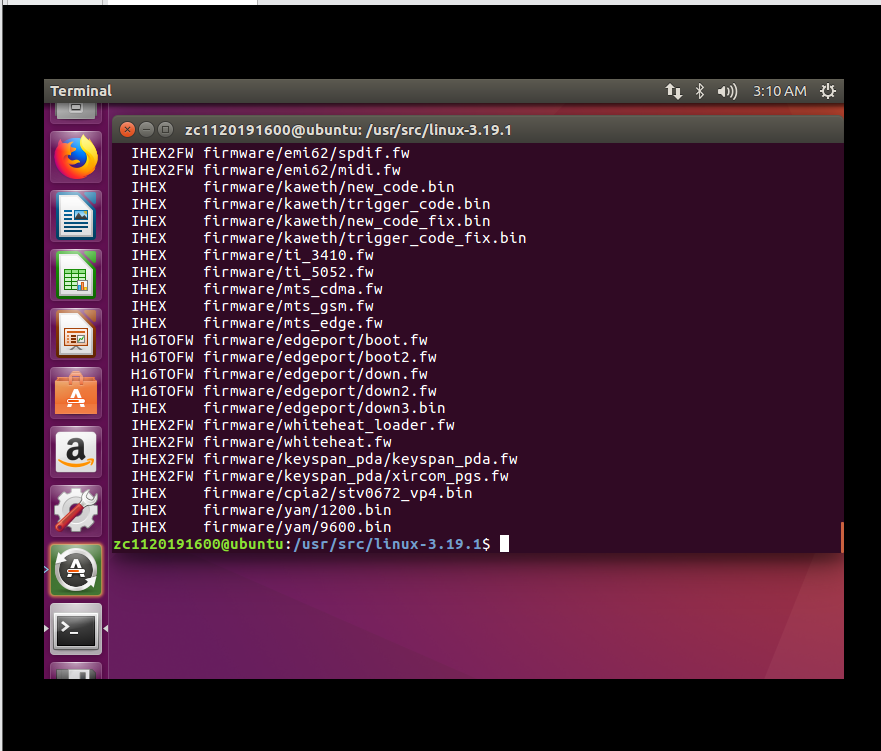 Terminal
3:10 AM
zc1120191600@ubuntu: /usr/src/linux-3.19.1
IHEX2FW firmware/emi62/spdif.fw
IHEX2FW firmware/emi62/midi.fw
IHEX    firmware/kaweth/new_code.bin
IHEX    firmware/kaweth/trigger_code.bin
IHEX    firmware/kaweth/new_code_fix.bin
IHEX    firmware/kaweth/trigger_code_fix.bin
IHEX    firmware/ti_3410.fw
IHEX    firmware/ti_5052.fw
IHEX    firmware/mts_cdma.fw
IHEX    firmware/mts_gsm.fw
IHEX    firmware/mts_edge.fw
H16TOFW firmware/edgeport/boot.fw
H16TOFW firmware/edgeport/boot2.fw
H16TOFW firmware/edgeport/down.fw
H16TOFW firmware/edgeport/down2.fw
IHEX    firmware/edgeport/down3.bin
IHEX2FW firmware/whiteheat_loader.fw
IHEX2FW firmware/whiteheat.fw
IHEX2FW firmware/keyspan_pda/keyspan_pda.fw
IHEX2FW firmware/keyspan_pda/xircom_pgs.fw
IHEX    firmware/cpia2/stv0672_vp4.bin
IHEX    firmware/yam/1200.bin
IHEX    firmware/yam/9600.bin
zc1120191600@ubuntu:/usr/src/linux-3.19.1$